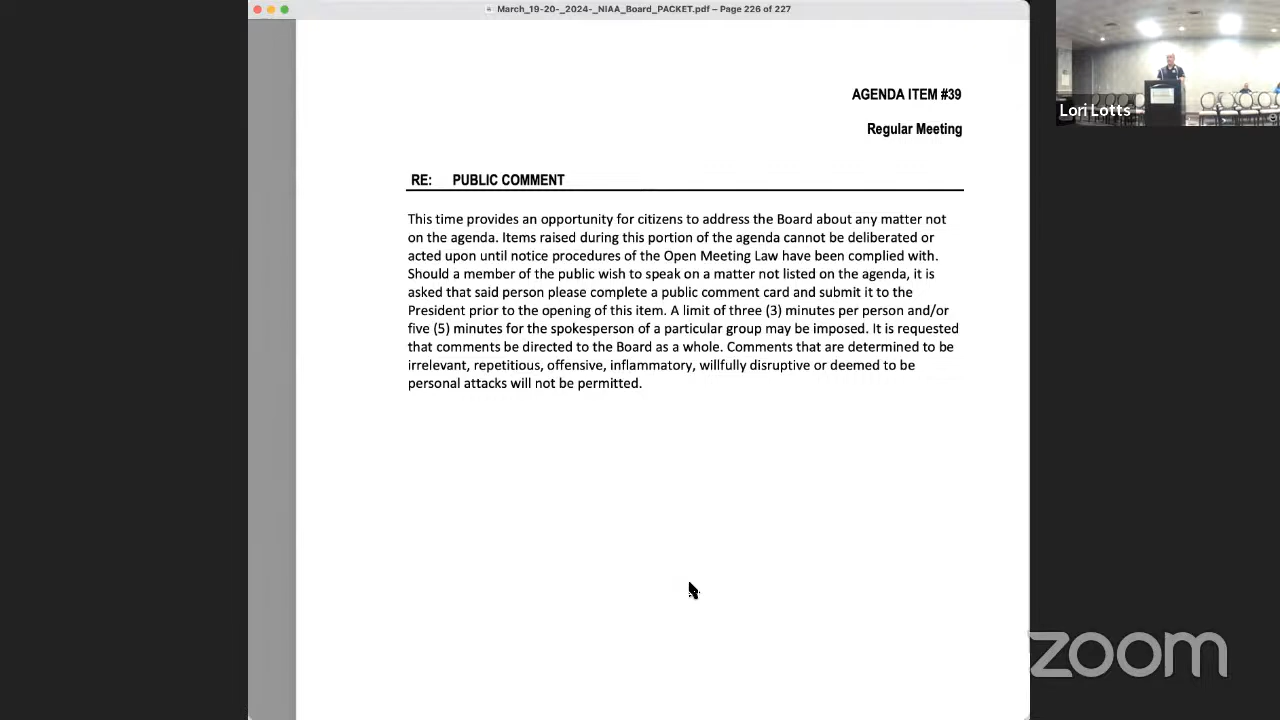 March_19-20-_2024-_NIAA_Board_PACKET.pdf – Page 226 of 227
AGENDA ITEM #39
Regular Meeting
Lori Lotts
RE: PUBLIC COMMENT
This time provides an opportunity for citizens to address the Board about any matter not
on the agenda. Items raised during this portion of the agenda cannot be deliberated or
acted upon until notice procedures of the Open Meeting Law have been complied with.
Should a member of the public wish to speak on a matter not listed on the agenda, it is
asked that said person please complete a public comment card and submit it to the
President prior to the opening of this item. A limit of three (3) minutes per person and/or
five (5) minutes for the spokesperson of a particular group may be imposed. It is requested
that comments be directed to the Board as a whole. Comments that are determined to be
irrelevant, repetitious, offensive, inflammatory, willfully disruptive or deemed to be
personal attacks will not be permitted.
zoom